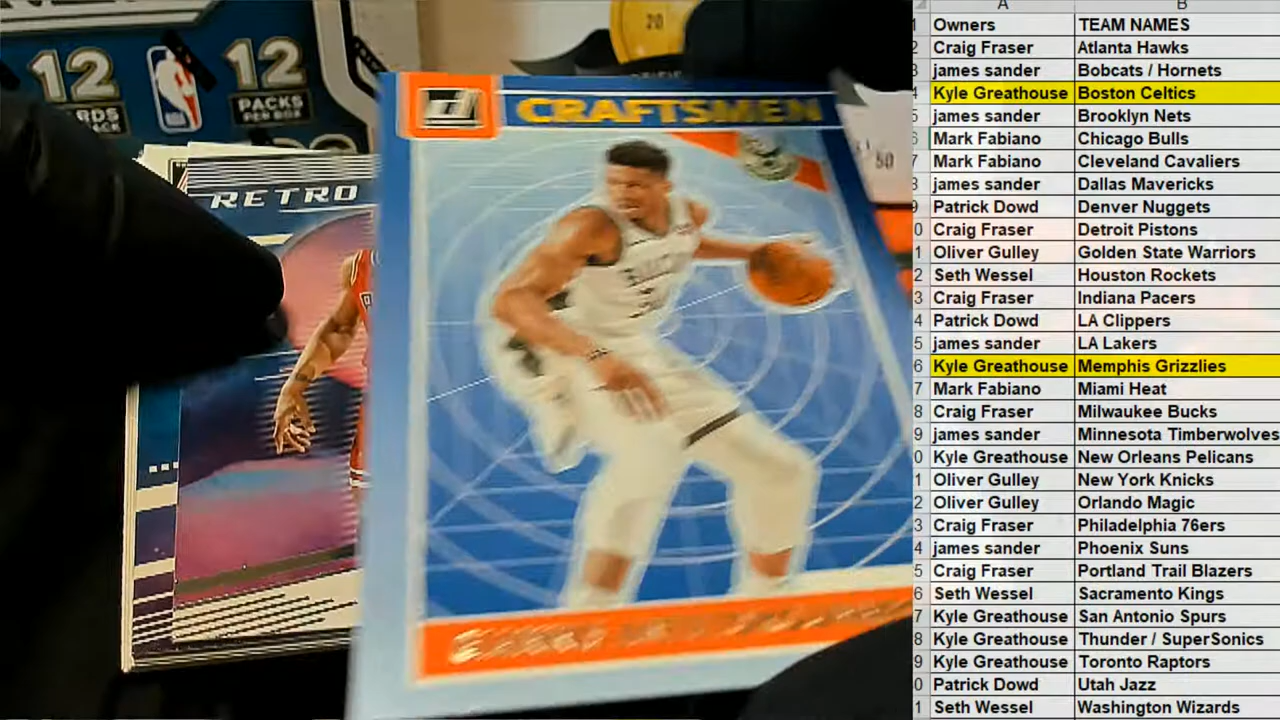 12
12
CARDS
PACKS
PER BOX
20
CRAFTSMEN
RETRO
BUCKS
A
B
Owners TEAM NAMES
Craig Fraser Atlanta Hawks
james sander Bobcats / Hornets
Kyle Greathouse Boston Celtics
james sander Brooklyn Nets
Mark Fabiano Chicago Bulls
Mark Fabiano Cleveland Cavaliers
james sander Dallas Mavericks
Patrick Dowd Denver Nuggets
Craig Fraser Detroit Pistons
Oliver Gulley Golden State Warriors
Seth Wessel Houston Rockets
Craig Fraser Indiana Pacers
Patrick Dowd LA Clippers
james sander LA Lakers
Kyle Greathouse Memphis Grizzlies
Mark Fabiano Miami Heat
Craig Fraser Milwaukee Bucks
james sander Minnesota Timberwolves
Kyle Greathouse New Orleans Pelicans
Oliver Gulley New York Knicks
Oliver Gulley Orlando Magic
Craig Fraser Philadelphia 76ers
james sander Phoenix Suns
Craig Fraser Portland Trail Blazers
Seth Wessel Sacramento Kings
Kyle Greathouse San Antonio Spurs
Kyle Greathouse Thunder / SuperSonics
Kyle Greathouse Toronto Raptors
Patrick Dowd Utah Jazz
Seth Wessel Washington Wizards